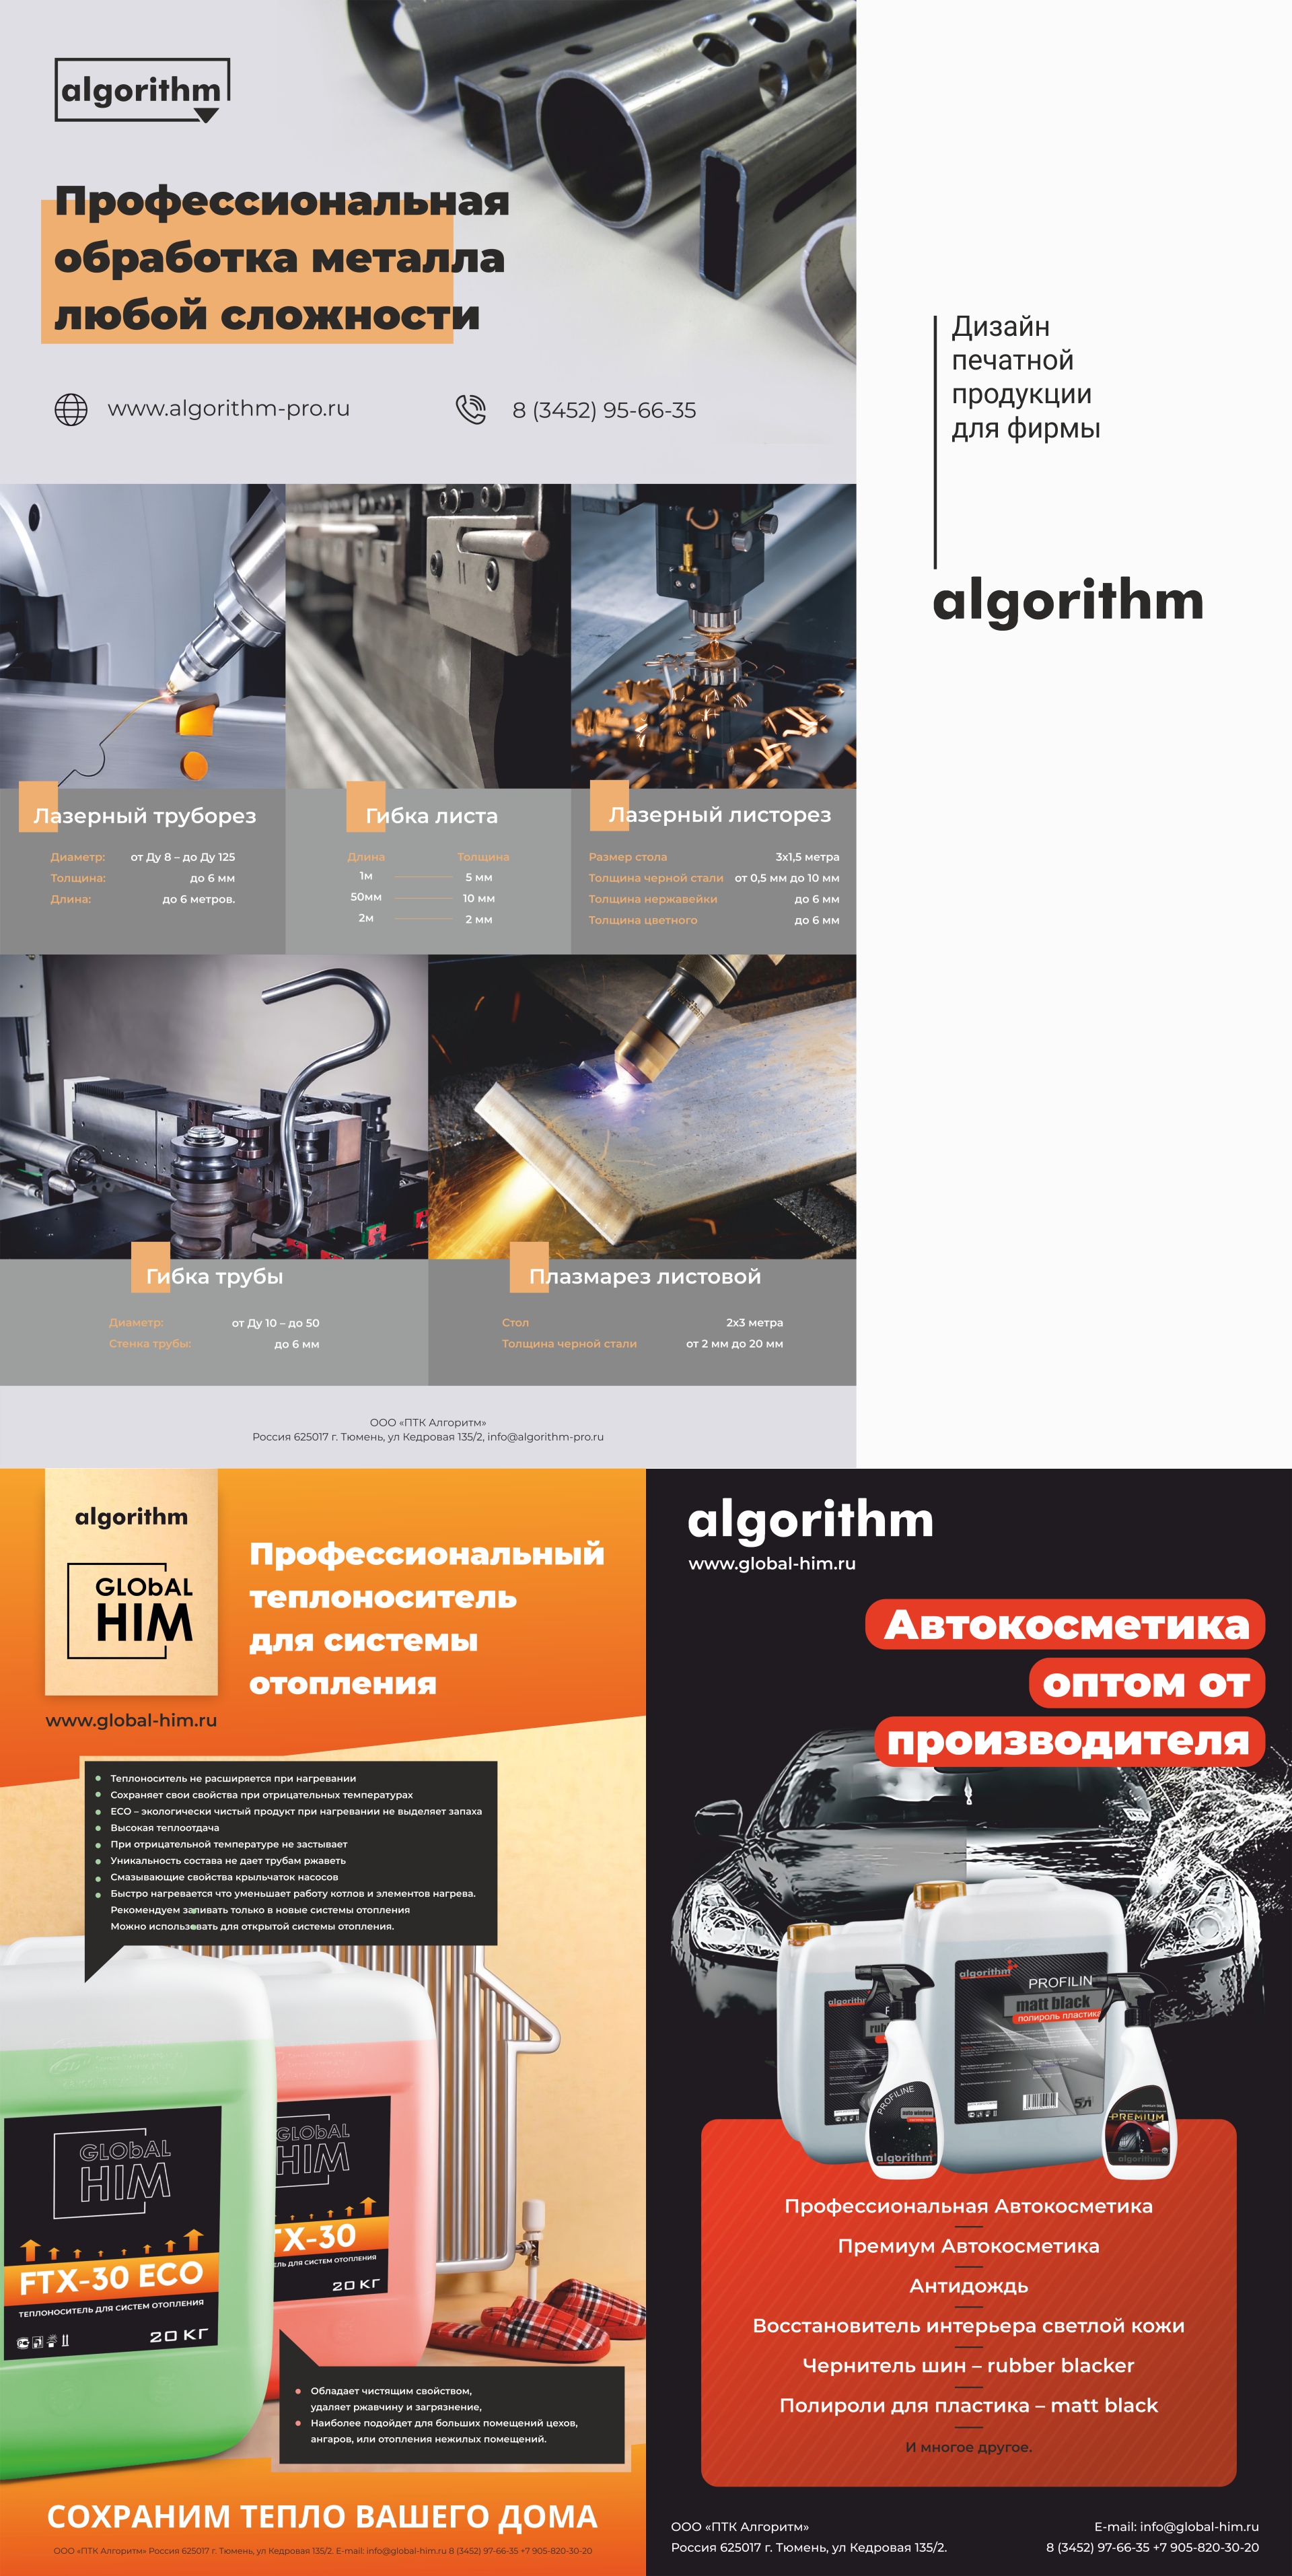 algorithm
Профессиональная
обработка металла
любой сложности
www.algorithm-pro.ru
8 (3452) 95-66-35
Дизайн
печатной
продукции
для фирмы
algorithm
Лазерный труборез
Диаметр: от Ду 8 – до Ду 125
Толщина: до 6 мм
Длина: до 6 метров.
Гибка листа
Длина Толщина
1м 5 мм
50мм 10 мм
2м 2 мм
Лазерный листорез
Размер стола 3х1,5 метра
Толщина черной стали от 0,5 мм до 10 мм
Толщина нержавейки до 6 мм
Толщина цветного до 6 мм
Гибка трубы
Диаметр: от Ду 10 – до 50
Стенка трубы: до 6 мм
Плазмарез листовой
Стол 2х3 метра
Толщина черной стали от 2 мм до 20 мм
ООО «ПТК Алгоритм»
Россия 625017 г. Тюмень, ул Кедровая 135/2, info@algorithm-pro.ru
algorithm
GLObAL
HIM
www.global-him.ru
Профессиональный
теплоноситель
для системы
отопления
Теплоноситель не расширяется при нагревании
Сохраняет свои свойства при отрицательных температурах
ECO – экологически чистый продукт при нагревании не выделяет запаха
Высокая теплоотдача
При отрицательной температуре не застывает
Уникальность состава не дает трубам ржаветь
Смазывающие свойства крыльчаток насосов
Быстро нагревается что уменьшает работу котлов и элементов нагрева.
Рекомендуем заливать только в новые системы отопления
Можно использовать для открытой системы отопления.
GLObAL
HIM
FTX-30 ECO
ТЕПЛОНОСИТЕЛЬ ДЛЯ СИСТЕМ ОТОПЛЕНИЯ
20 КГ
GLObAL
HIM
TX-30
ЕЛЬ ДЛЯ СИСТЕМ ОТОПЛЕНИЯ
20 КГ
Обладает чистящим свойством,
удаляет ржавчину и загрязнение,
Наиболее подойдет для больших помещений цехов,
ангаров, или отопления нежилых помещений.
СОХРАНИМ ТЕПЛО ВАШЕГО ДОМА
ООО «ПТК Алгоритм» Россия 625017 г. Тюмень, ул Кедровая 135/2. E-mail: info@global-him.ru 8 (3452) 97-66-35 +7 905-820-30-20
algorithm
www.global-him.ru
Автокосметика
оптом от
производителя
algorithm
PROFILIN
matt black
полироль пластика
5Л
algorithm
PROFILINE
auto window
algorithm
PREMIUM
algorithm
Профессиональная Автокосметика
Премиум Автокосметика
Антидождь
Восстановитель интерьера светлой кожи
Чернитель шин – rubber blacker
Полироли для пластика – matt black
И многое другое.
ООО «ПТК Алгоритм»
Россия 625017 г. Тюмень, ул Кедровая 135/2.
E-mail: info@global-him.ru
8 (3452) 97-66-35 +7 905-820-30-20